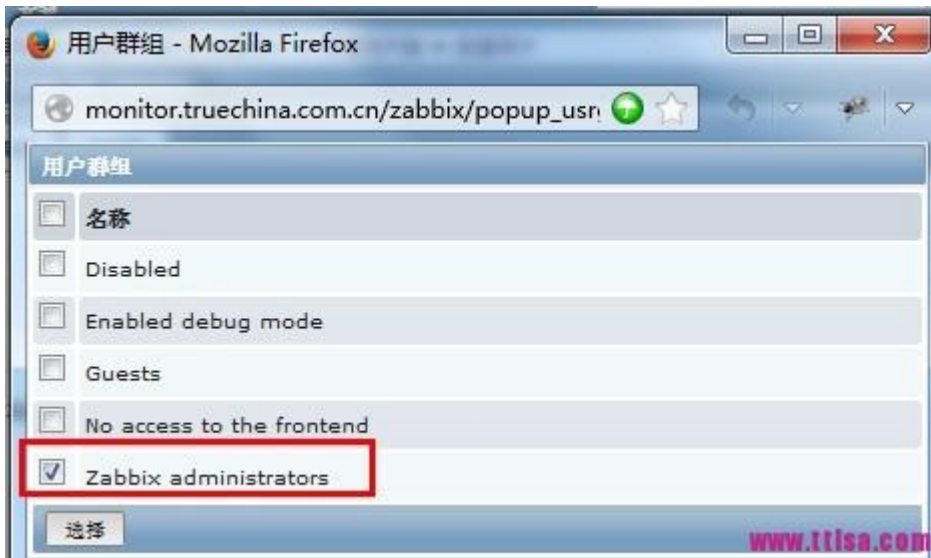 用户群组 - Mozilla Firefox
monitor.truechina.com.cn/zabbix/popup_usr
用户群组
名称
Disabled
Enabled debug mode
Guests
No access to the frontend
Zabbix administrators
选择
www.ttlsa.com